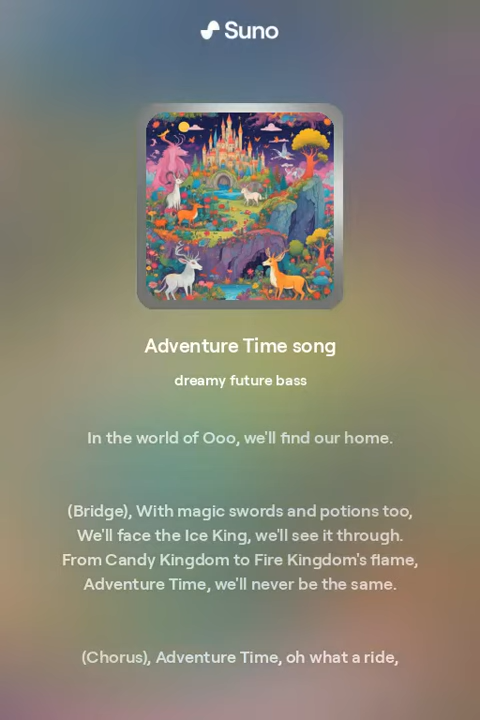 Suno
Adventure Time song
dreamy future bass
In the world of Ooo, we'll find our home.
(Bridge), With magic swords and potions too,
We'll face the Ice King, we'll see it through.
From Candy Kingdom to Fire Kingdom's flame,
Adventure Time, we'll never be the same.
(Chorus), Adventure Time, oh what a ride,